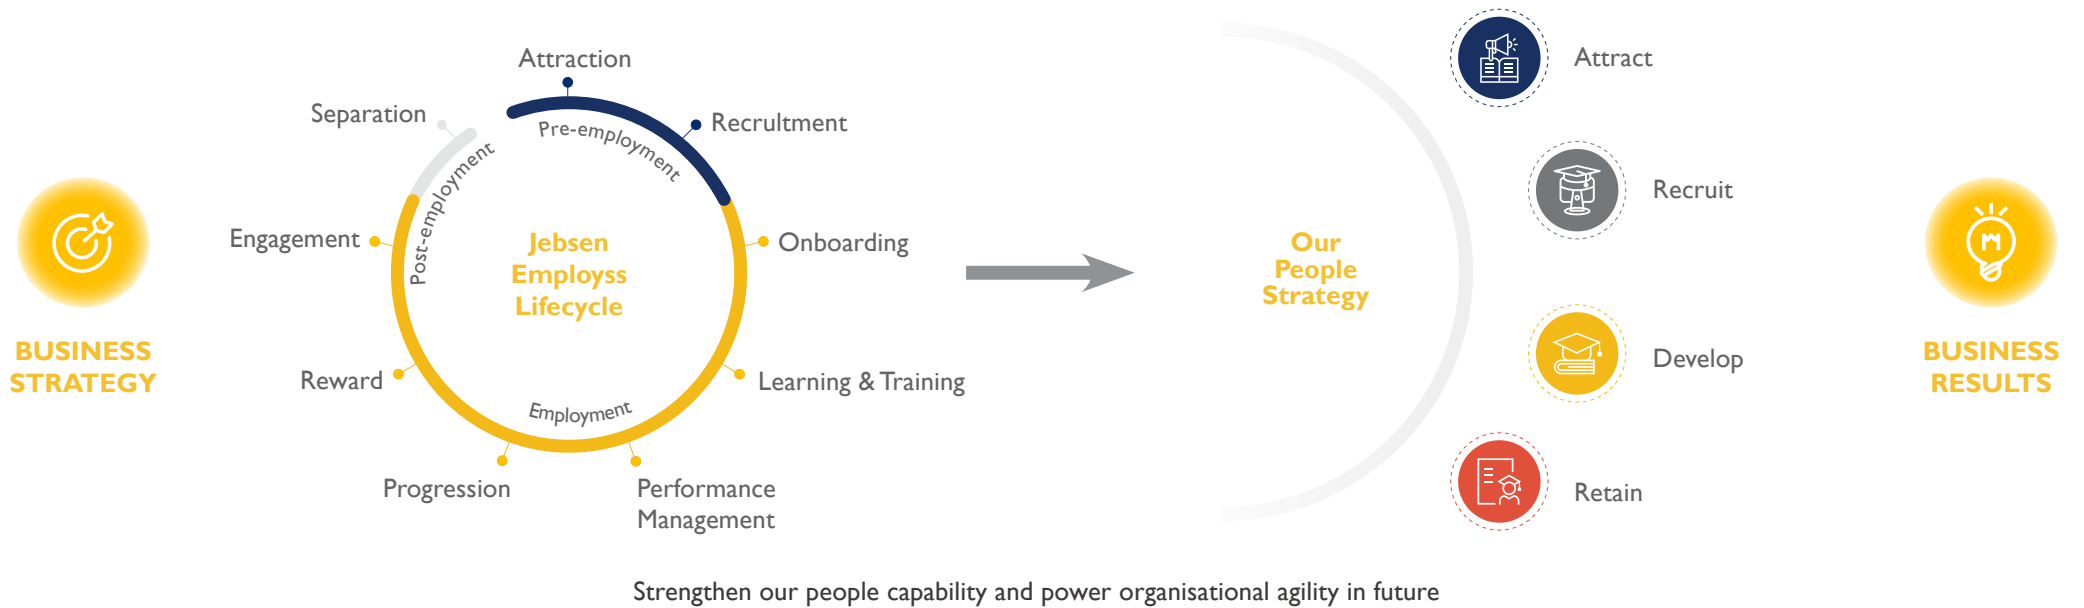 BUSINESS
STRATEGY
Attraction
Separation
Recrultment
Pre-employment
Post-employment
Engagement
Onboarding
Jebsen
Employss
Lifecycle
Reward
Learning & Training
Employment
Progression
Performance
Management
Our
People
Strategy
Attract
Recruit
Develop
Retain
BUSINESS
RESULTS
Strengthen our people capability and power organisational agility in future